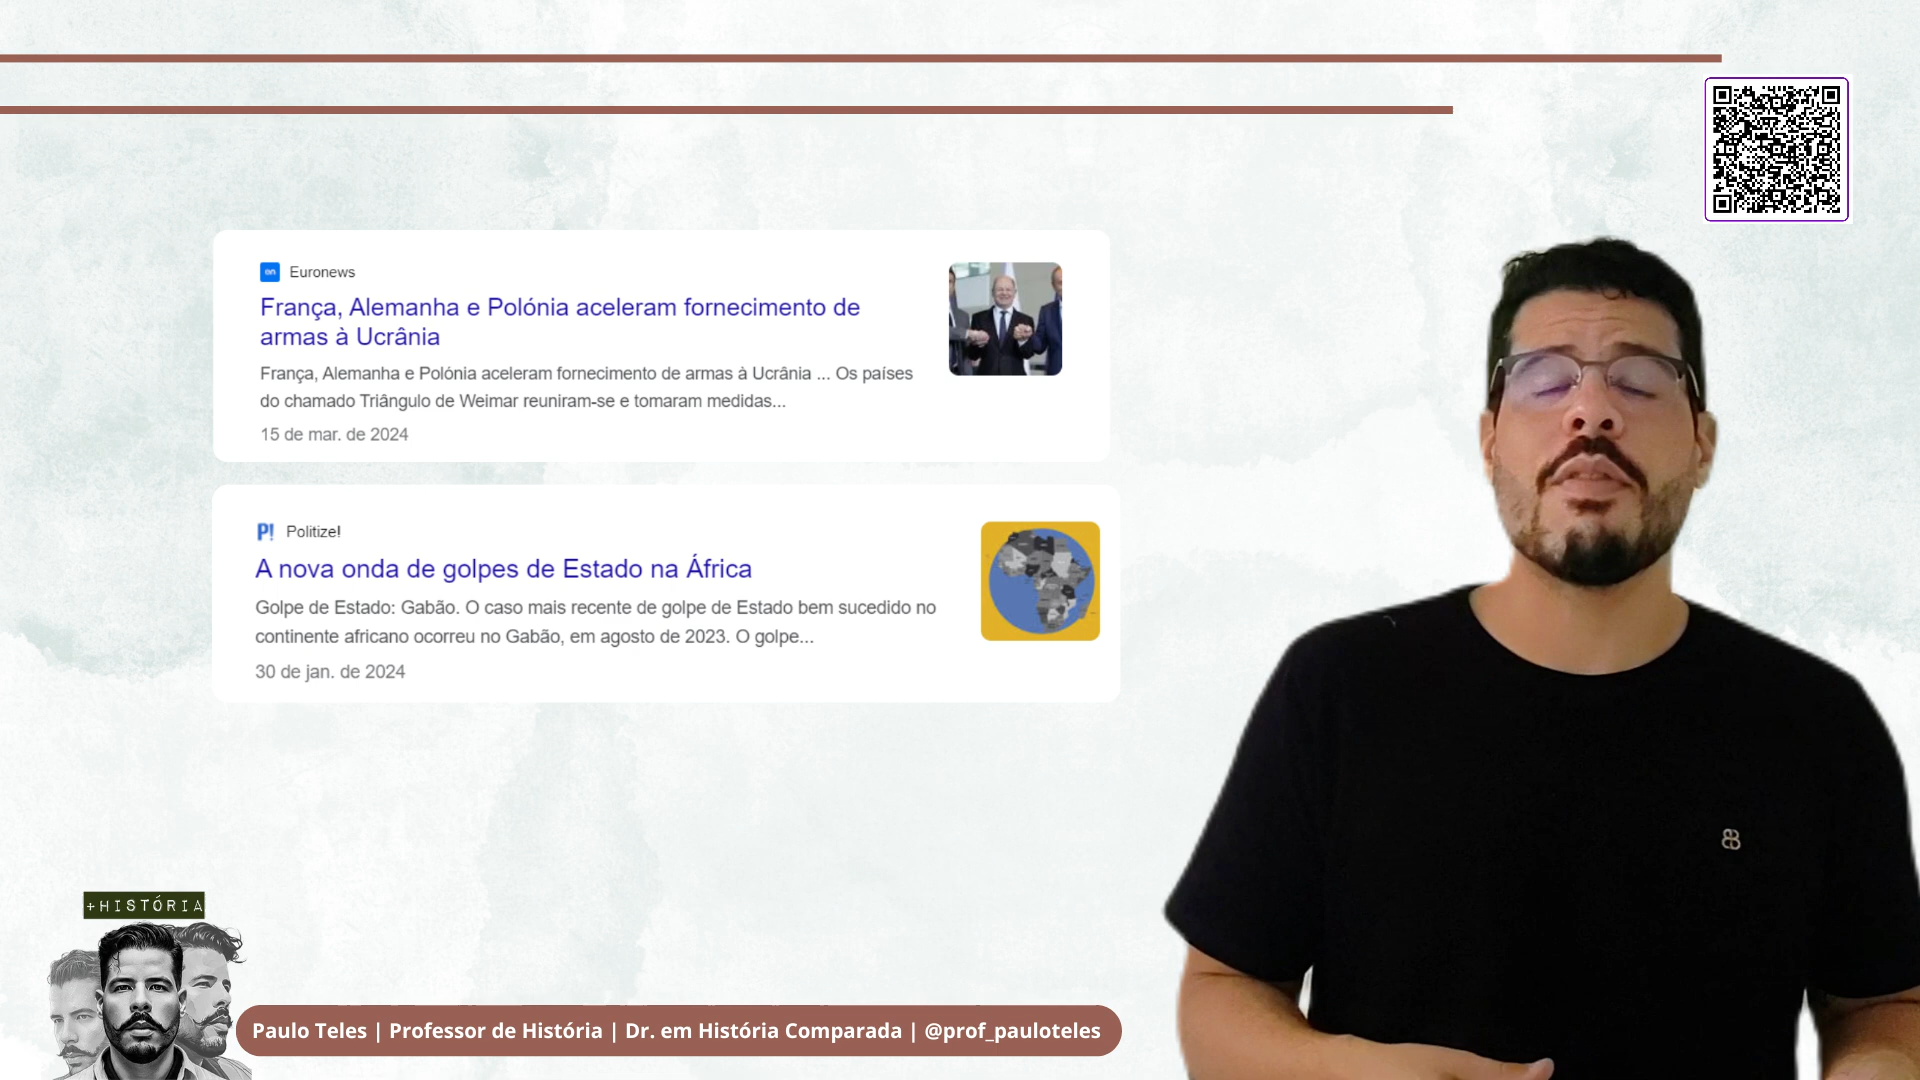 Euronews
França, Alemanha e Polónia aceleram fornecimento de
armas à Ucrânia
França, Alemanha e Polónia aceleram fornecimento de armas à Ucrânia ... Os países
do chamado Triângulo de Weimar reuniram-se e tomaram medidas...
15 de mar. de 2024
P! Politize!
A nova onda de golpes de Estado na África
Golpe de Estado: Gabão. O caso mais recente de golpe de Estado bem sucedido no
continente africano ocorreu no Gabão, em agosto de 2023. O golpe...
30 de jan. de 2024
+HISTÓRIA
Paulo Teles | Professor de História | Dr. em História Comparada | @prof_pauloteles